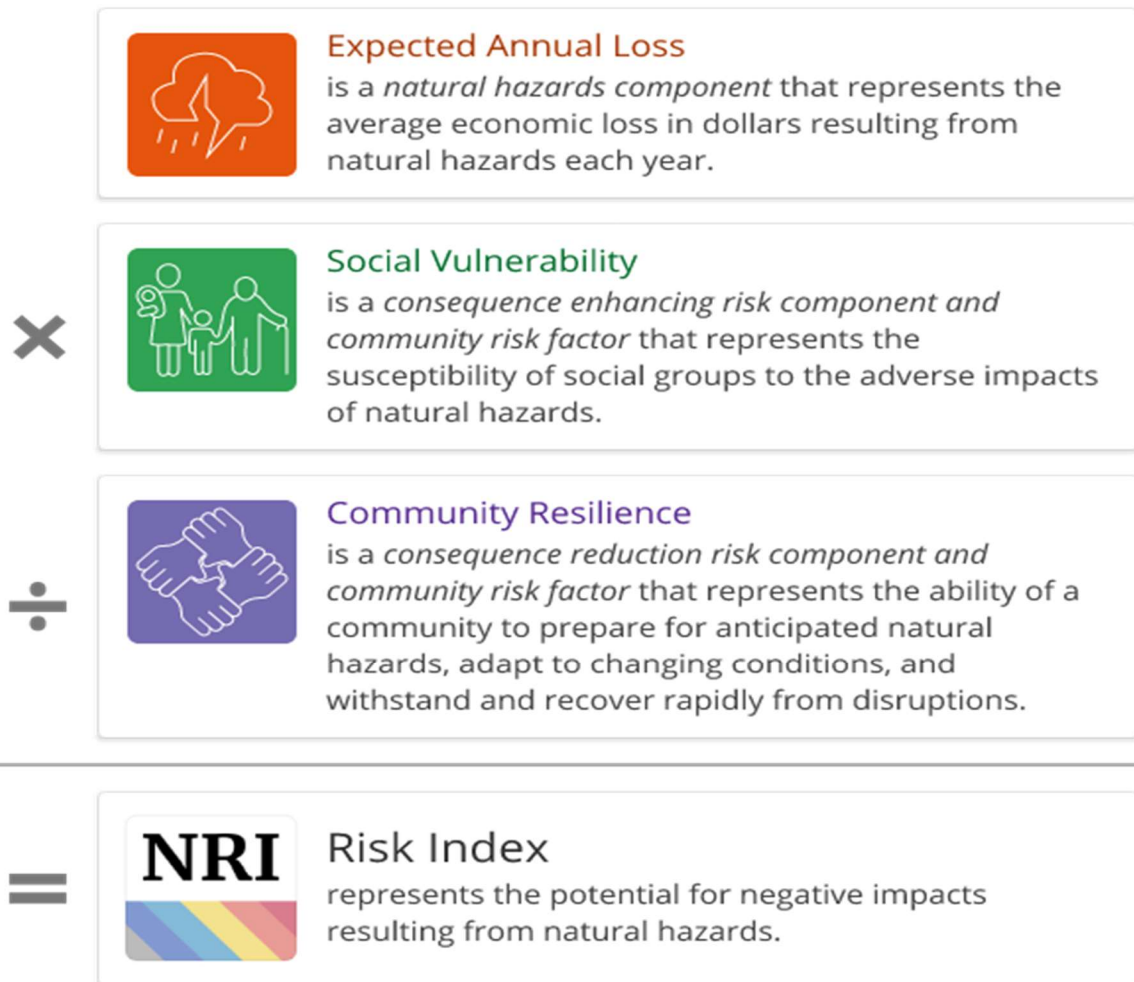 Expected Annual Loss
is a natural hazards component that represents the
average economic loss in dollars resulting from
natural hazards each year.
×
Social Vulnerability
is a consequence enhancing risk component and
community risk factor that represents the
susceptibility of social groups to the adverse impacts
of natural hazards.
÷
Community Resilience
is a consequence reduction risk component and
community risk factor that represents the ability of a
community to prepare for anticipated natural
hazards, adapt to changing conditions, and
withstand and recover rapidly from disruptions.
=
NRI
Risk Index
represents the potential for negative impacts
resulting from natural hazards.